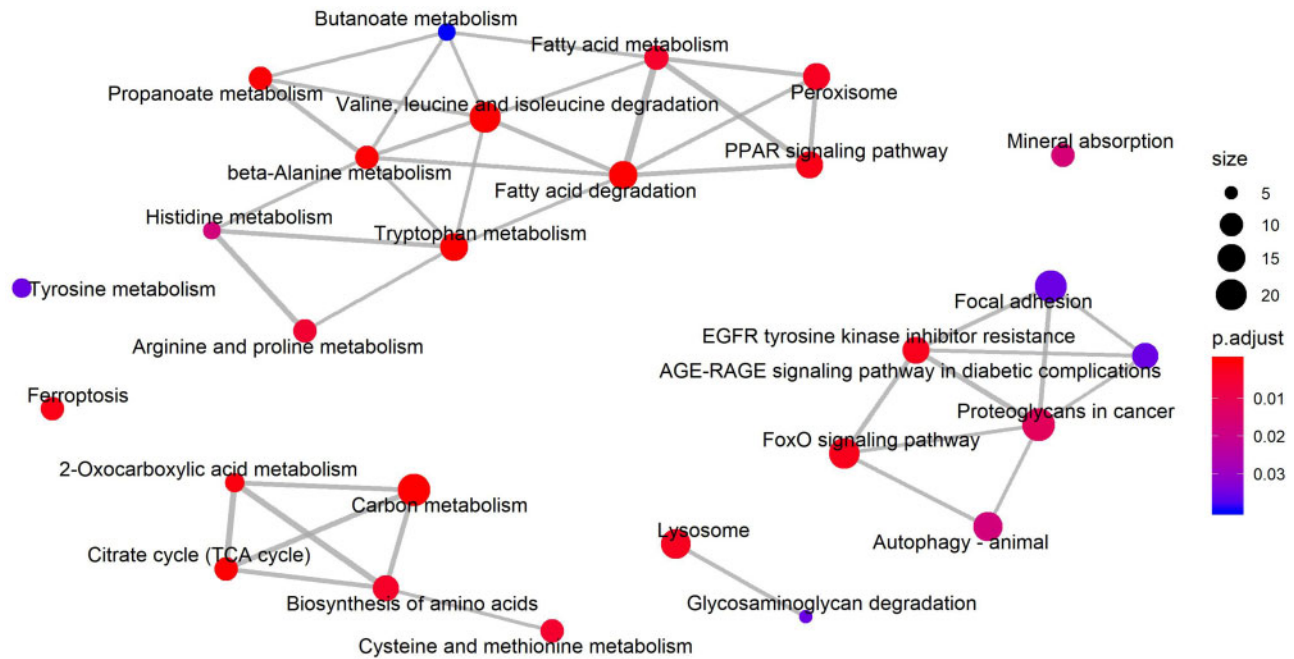 Butanoate metabolism
Fatty acid metabolism
Propanoate metabolism
Valine, leucine and isoleucine degradation
Peroxisome
Mineral absorption
PPAR signaling pathway
beta-Alanine metabolism
Fatty acid degradation
Histidine metabolism
Tryptophan metabolism
Tyrosine metabolism
Arginine and proline metabolism
Focal adhesion
EGFR tyrosine kinase inhibitor resistance
AGE-RAGE signaling pathway in diabetic complications
Ferroptosis
Proteoglycans in cancer
FoxO signaling pathway
2-Oxocarboxylic acid metabolism
Carbon metabolism
Lysosome
Autophagy - animal
Citrate cycle (TCA cycle)
Biosynthesis of amino acids
Glycosaminoglycan degradation
Cysteine and methionine metabolism
size
5
10
15
20
p.adjust
0.01
0.02
0.03